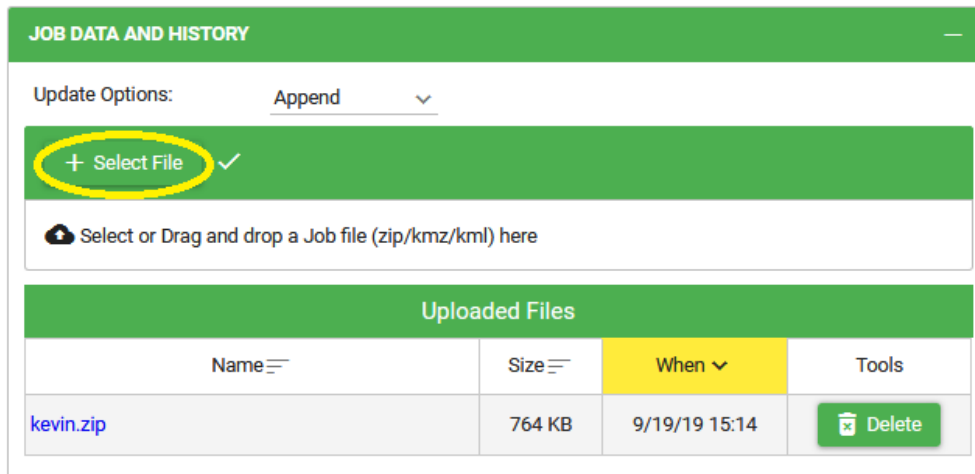 JOB DATA AND HISTORY
Update Options: Append
Select File
Select or Drag and drop a Job file (zip/kmz/kml) here
Uploaded Files
Name Size When Tools
kevin.zip 764 KB 9/19/19 15:14 Delete